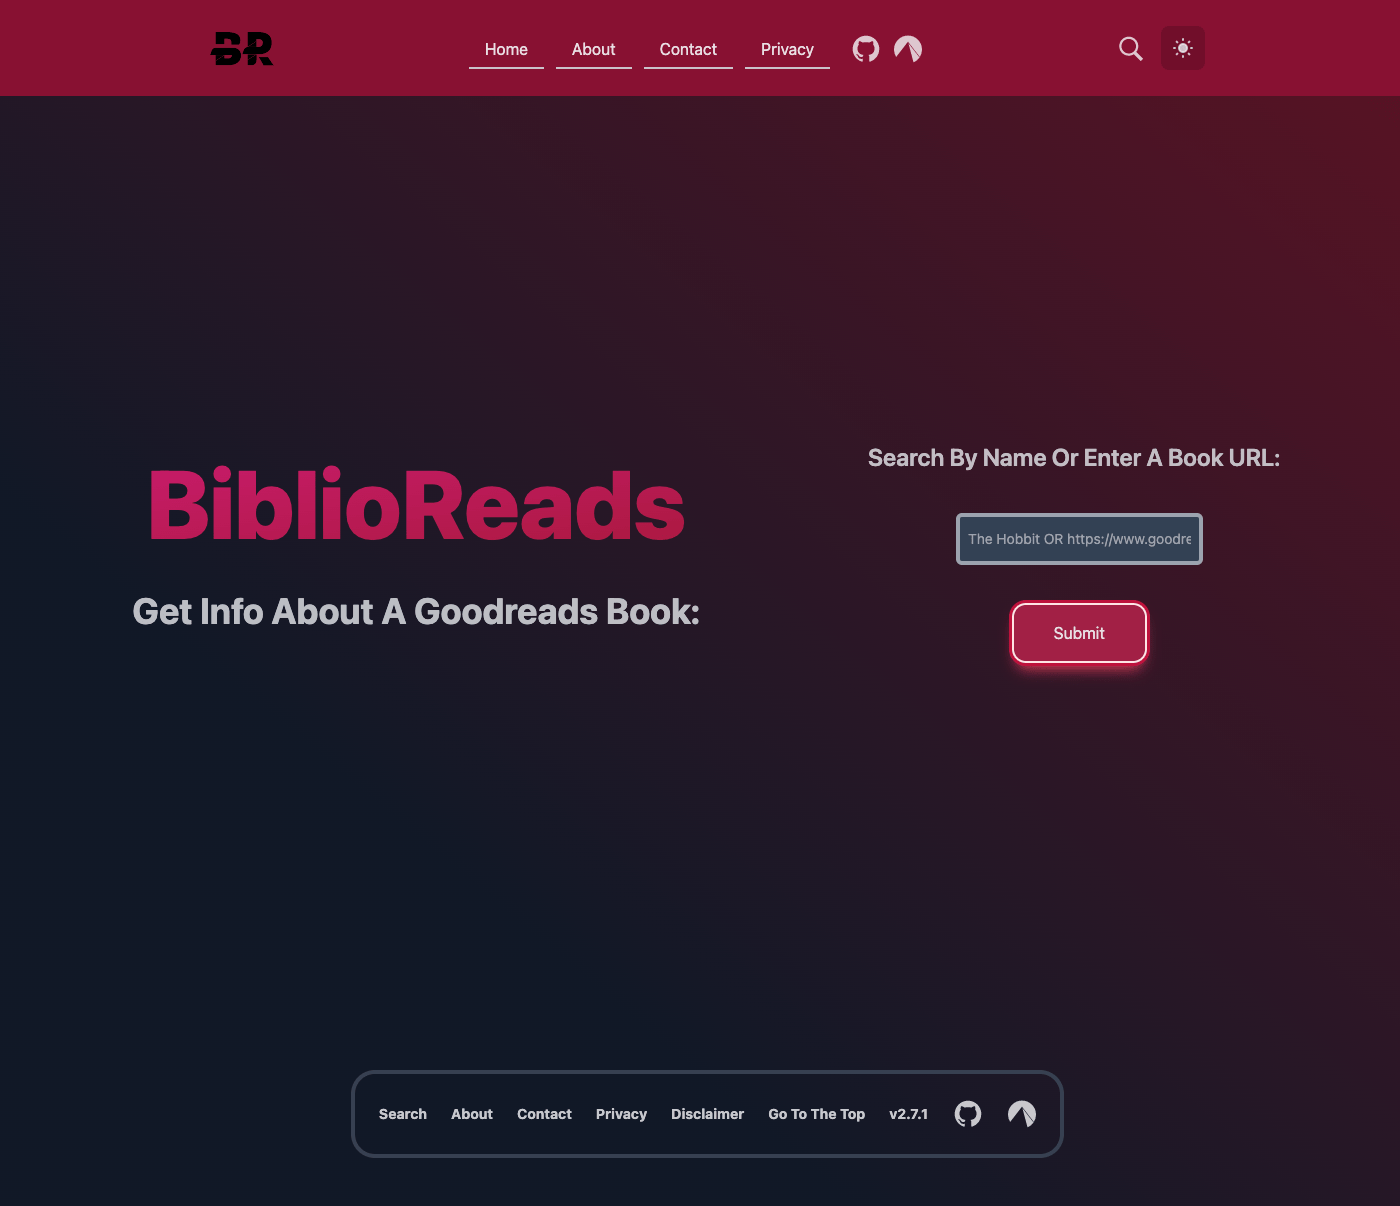 BR
Home About Contact Privacy
BiblioReads
Get Info About A Goodreads Book:
Search By Name Or Enter A Book URL:
The Hobbit OR https://www.goodre
Submit
Search About Contact Privacy Disclaimer Go To The Top v2.7.1